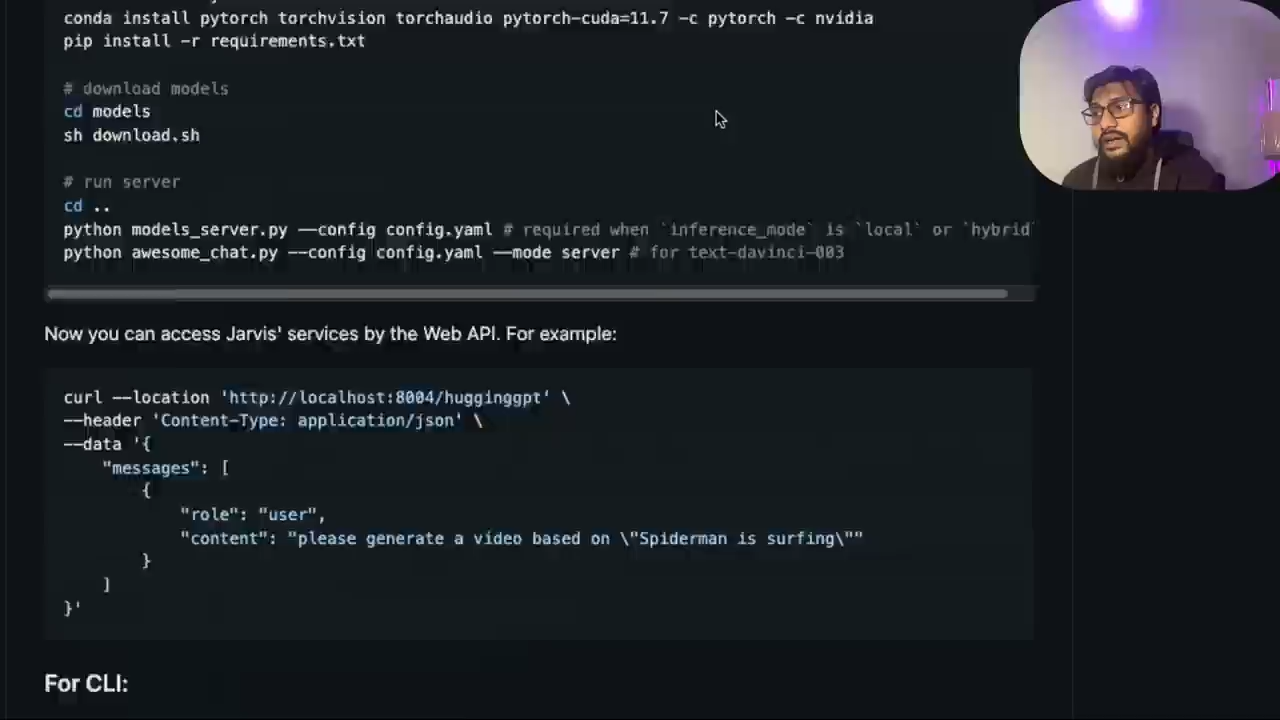 conda install pytorch torchvision torchaudio pytorch-cuda=11.7 -c pytorch -c nvidia
pip install -r requirements.txt
# download models
cd models
sh download.sh
# run server
cd ..
python models_server.py --config config.yaml # required when `inference_mode` is `local` or `hybrid`
python awesome_chat.py --config config.yaml --mode server # for text-davinci-003
Now you can access Jarvis' services by the Web API. For example:
curl --location 'http://localhost:8004/hugginggpt' \
--header 'Content-Type: application/json' \
--data '{
"messages": [
{
"role": "user",
"content": "please generate a video based on \"Spiderman is surfing\""
}
]
}'
For CLI: